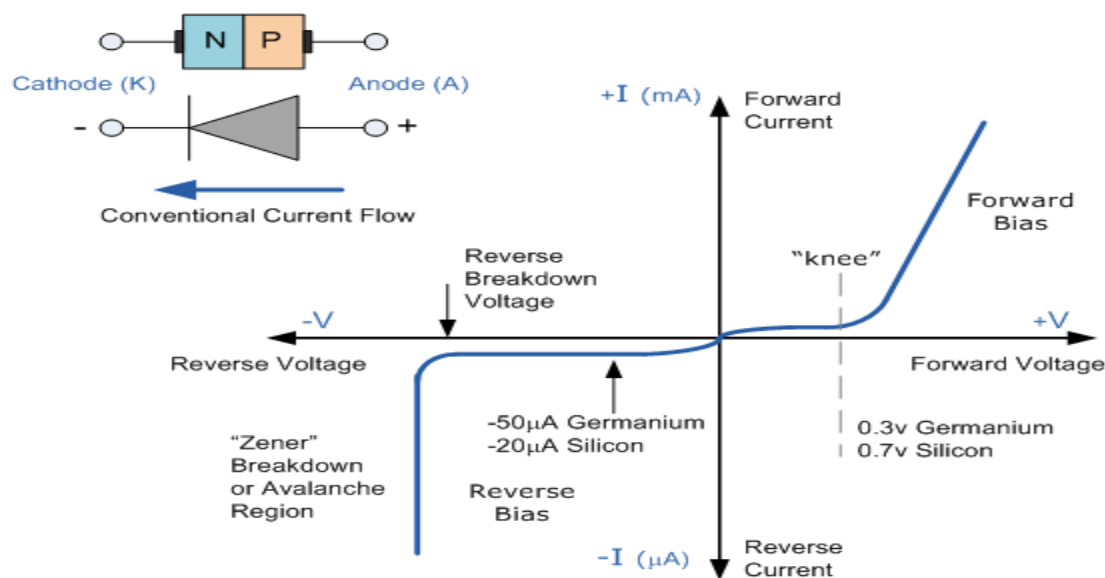 N P
Cathode (K)
Anode (A)
- +
Conventional Current Flow
+I (mA)
Forward
Current
Forward
Bias
"knee"
Reverse
Breakdown
Voltage
-V
+V
Reverse Voltage
Forward Voltage
-50µA Germanium
-20µA Silicon
0.3v Germanium
0.7v Silicon
"Zener"
Breakdown
or Avalanche
Region
Reverse
Bias
-I (µA)
Reverse
Current